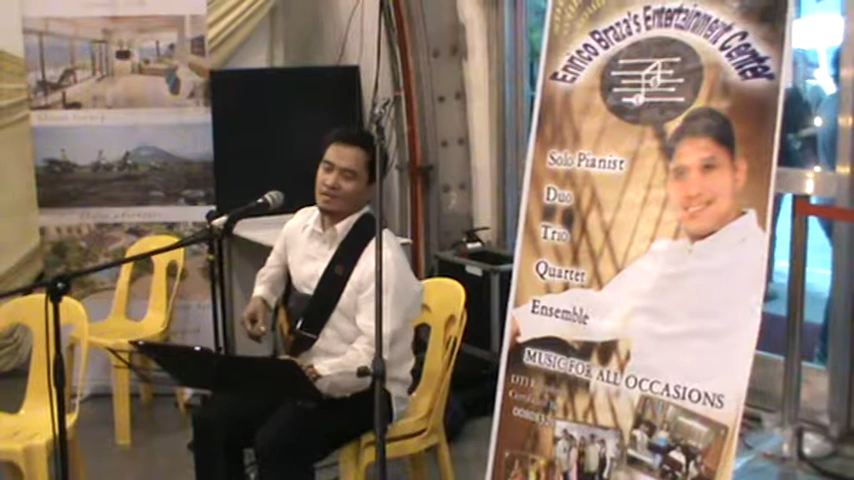 Enrico Braza's Entertainment Center
Solo Pianist
Duo
Trio
Quartet
Ensemble
MUSIC FOR ALL OCCASIONS